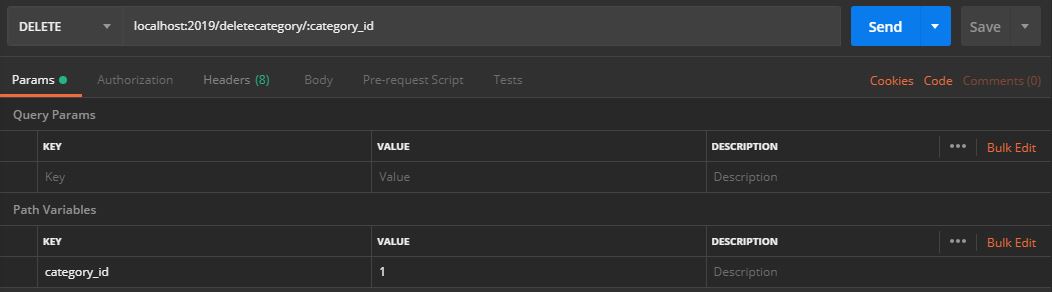 DELETE localhost:2019/deletecategory/:category_id Send Save
Params Authorization Headers (8) Body Pre-request Script Tests Cookies Code Comments (0)
Query Params
KEY VALUE DESCRIPTION ••• Bulk Edit
Key Value Description
Path Variables
KEY VALUE DESCRIPTION ••• Bulk Edit
category_id 1 Description